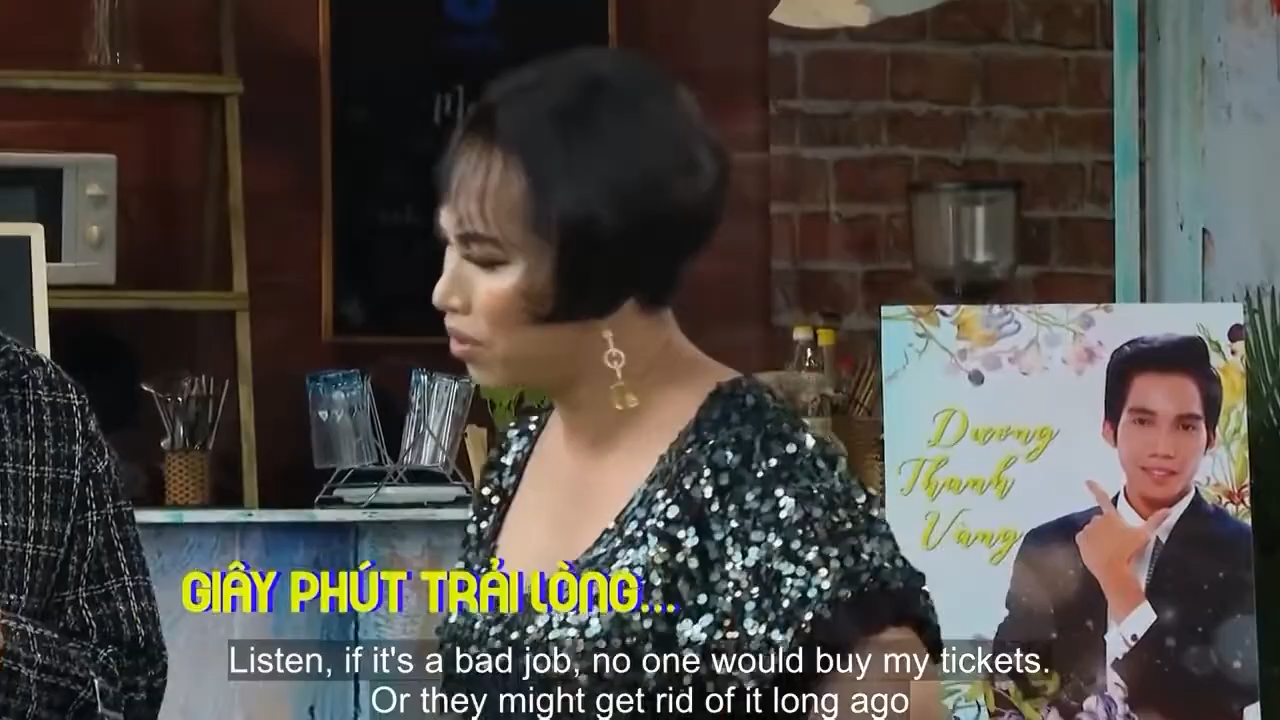 Dương
Thanh
Vàng
GIÂY PHÚT TRẢI LÒNG...
Listen, if it's a bad job, no one would buy my tickets.
Or they might get rid of it long ago